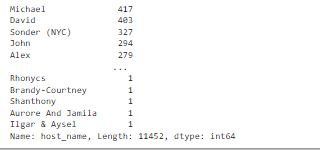 Michael 417
David 403
Sonder (NYC) 327
John 294
Alex 279
...
Rhonycs 1
Brandy-Courtney 1
Shanthony 1
Aurore And Jamila 1
Ilgar & Aysel 1
Name: host_name, Length: 11452, dtype: int64